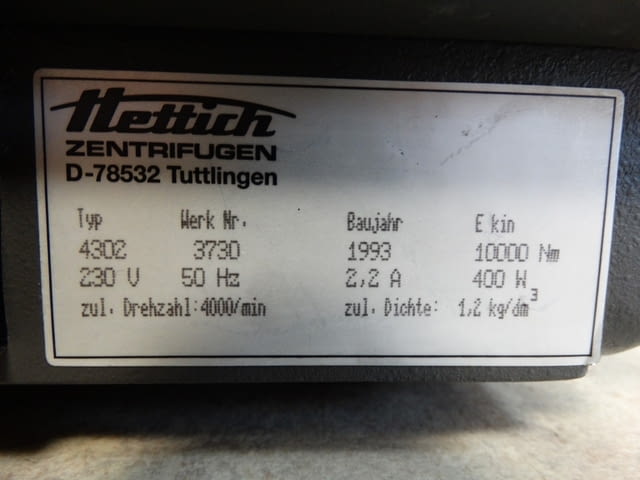 Hettich
ZENTRIFUGEN
D-78532 Tuttlingen
Typ Werk Nr. Baujahr E kin
4302 3730 1993 10000 Nm
230 V 50 Hz 2,2 A 400 W
zul. Drehzahl:4000/min zul. Dichte: 1,2 kg/dm³